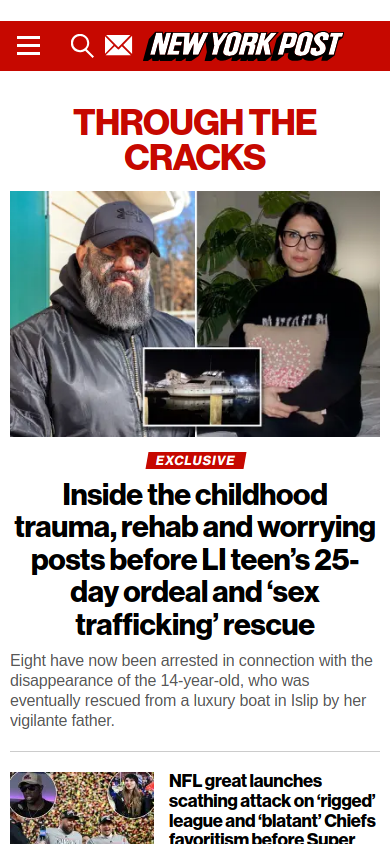 NEW YORK POST
THROUGH THE
CRACKS
EXCLUSIVE
Inside the childhood
trauma, rehab and worrying
posts before LI teen’s 25-
day ordeal and ‘sex
trafficking’ rescue
Eight have now been arrested in connection with the
disappearance of the 14-year-old, who was
eventually rescued from a luxury boat in Islip by her
vigilante father.
NFL great launches
scathing attack on ‘rigged’
league and ‘blatant’ Chiefs
favoritism before Super